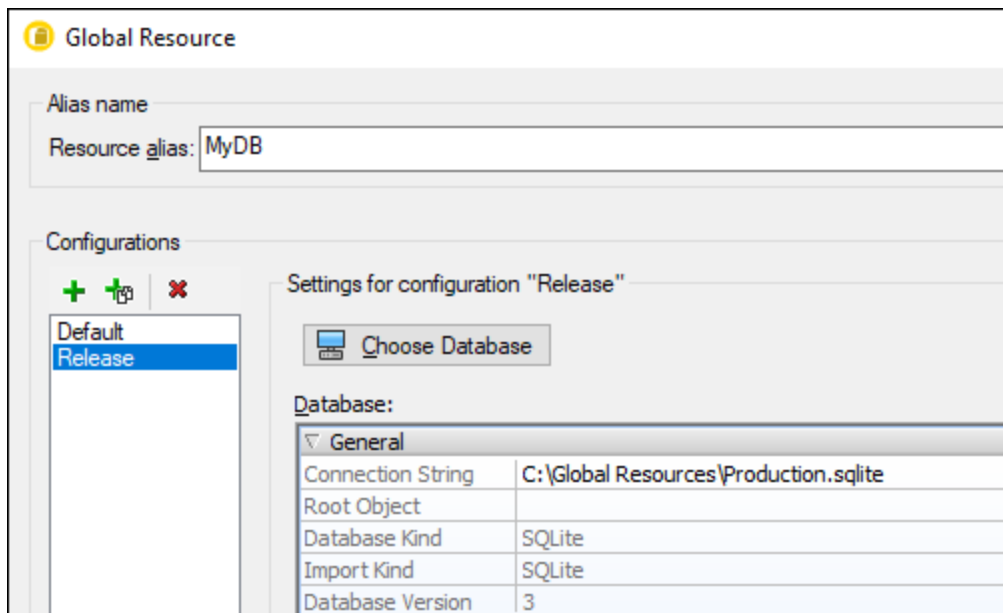 Global Resource
Alias name
Resource alias: MyDB
Configurations
Settings for configuration "Release"
Default
Release
Choose Database
Database:
General
Connection String C:\Global Resources\Production.sqlite
Root Object
Database Kind SQLite
Import Kind SQLite
Database Version 3